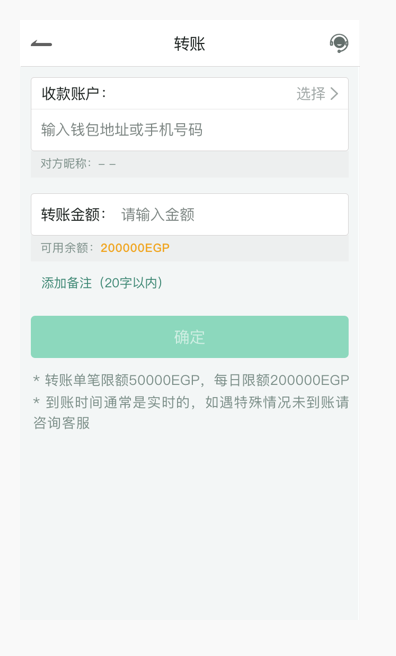 转账
收款账户： 选择
输入钱包地址或手机号码
对方昵称：- -
转账金额： 请输入金额
可用余额：200000EGP
添加备注（20字以内）
确定
* 转账单笔限额50000EGP，每日限额200000EGP
* 到账时间通常是实时的，如遇特殊情况未到账请
咨询客服